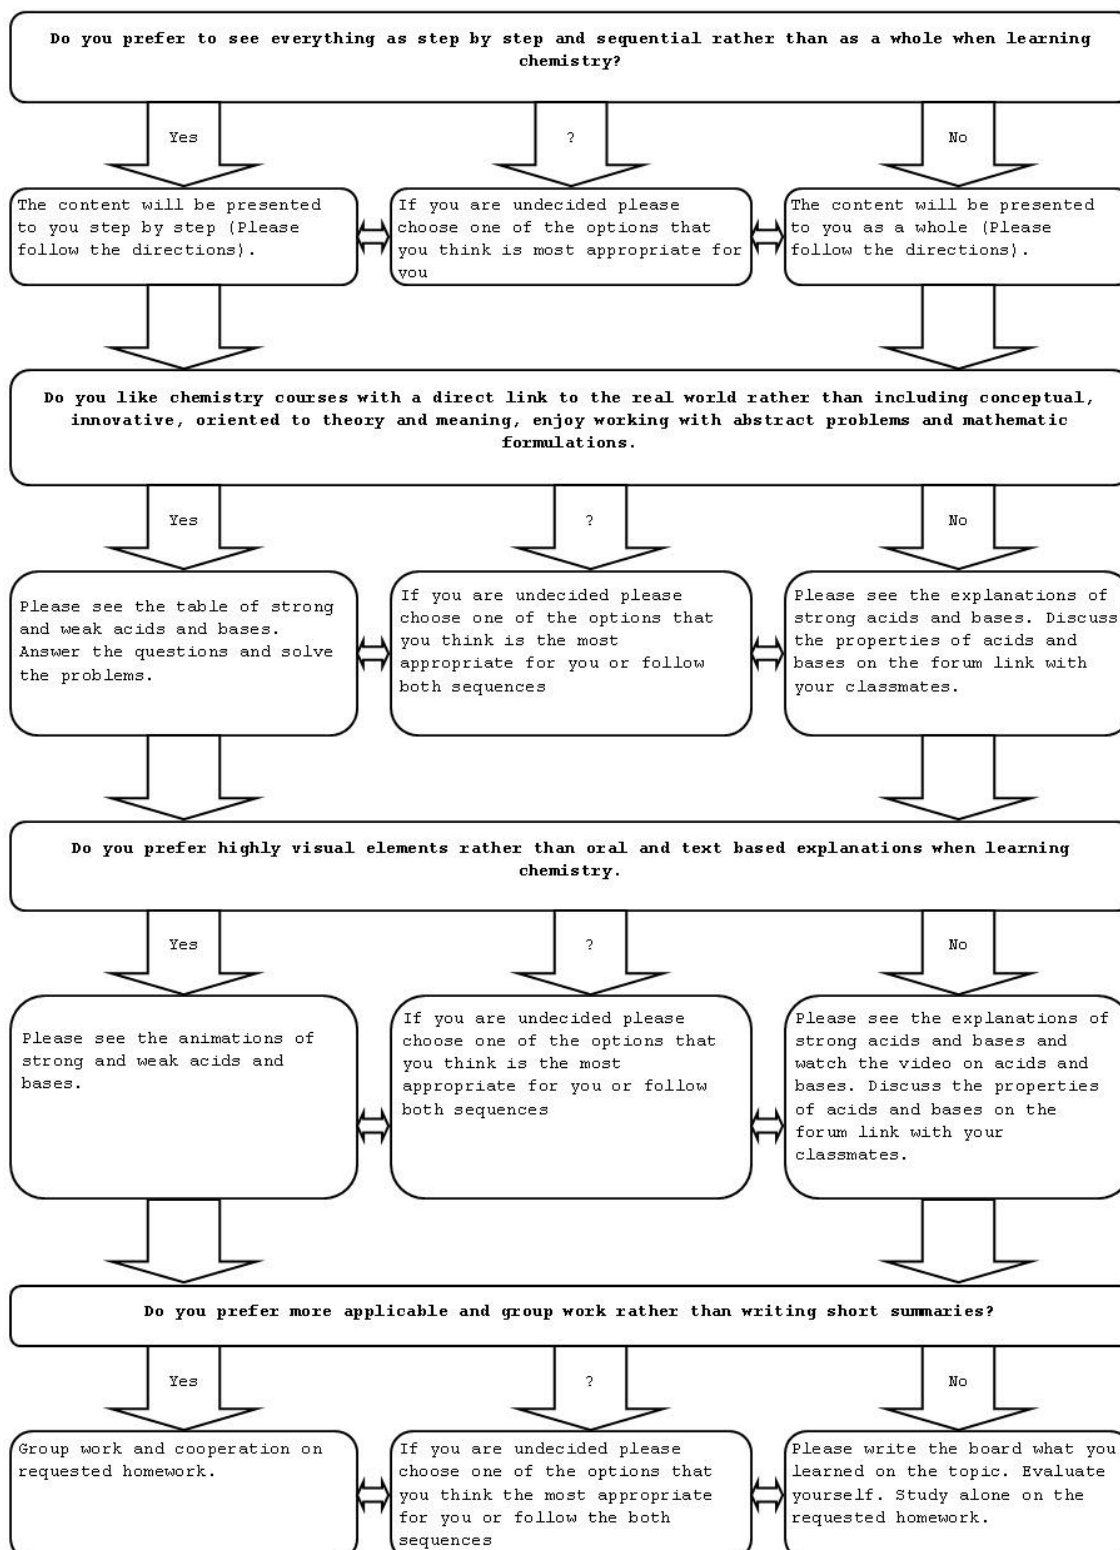 Do you prefer to see everything as step by step and sequential rather than as a whole when learning
chemistry?
Yes
?
No
The content will be presented
to you step by step (Please
follow the directions).
If you are undecided please
choose one of the options that
you think is most appropriate for
you
The content will be presented
to you as a whole (Please
follow the directions).
Do you like chemistry courses with a direct link to the real world rather than including conceptual,
innovative, oriented to theory and meaning, enjoy working with abstract problems and mathematic
formulations.
Yes
?
No
Please see the table of strong
and weak acids and bases.
Answer the questions and solve
the problems.
If you are undecided please
choose one of the options that
you think is the most
appropriate for you or follow
both sequences
Please see the explanations of
strong acids and bases. Discuss
the properties of acids and
bases on the forum link with
your classmates.
Do you prefer highly visual elements rather than oral and text based explanations when learning
chemistry.
Yes
?
No
Please see the animations of
strong and weak acids and
bases.
If you are undecided please
choose one of the options that
you think is the most
appropriate for you or follow
both sequences
Please see the explanations of
strong acids and bases and
watch the video on acids and
bases. Discuss the properties
of acids and bases on the
forum link with your
classmates.
Do you prefer more applicable and group work rather than writing short summaries?
Yes
?
No
Group work and cooperation on
requested homework.
If you are undecided please
choose one of the options that
you think the most appropriate
for you or follow the both
sequences
Please write the board what you
learned on the topic. Evaluate
yourself. Study alone on the
requested homework.